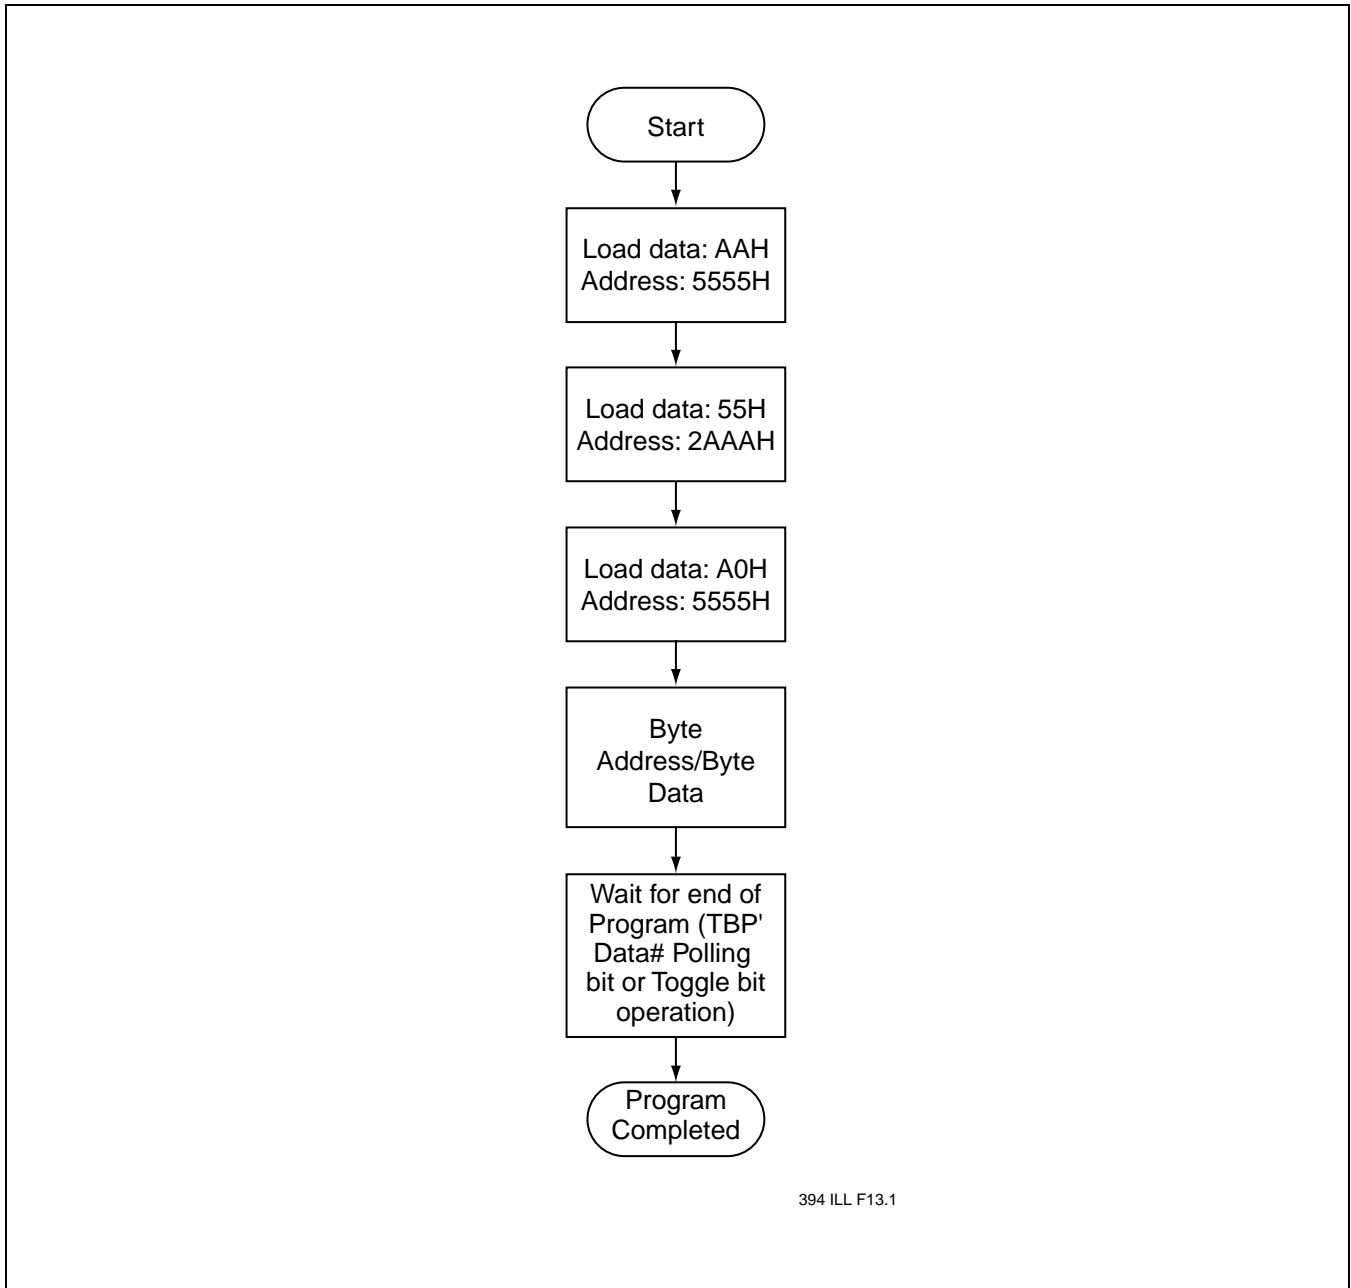 Start
Load data: AAH
Address: 5555H
Load data: 55H
Address: 2AAAH
Load data: A0H
Address: 5555H
Byte
Address/Byte
Data
Wait for end of
Program (TBP'
Data# Polling
bit or Toggle bit
operation)
Program
Completed
394 ILL F13.1